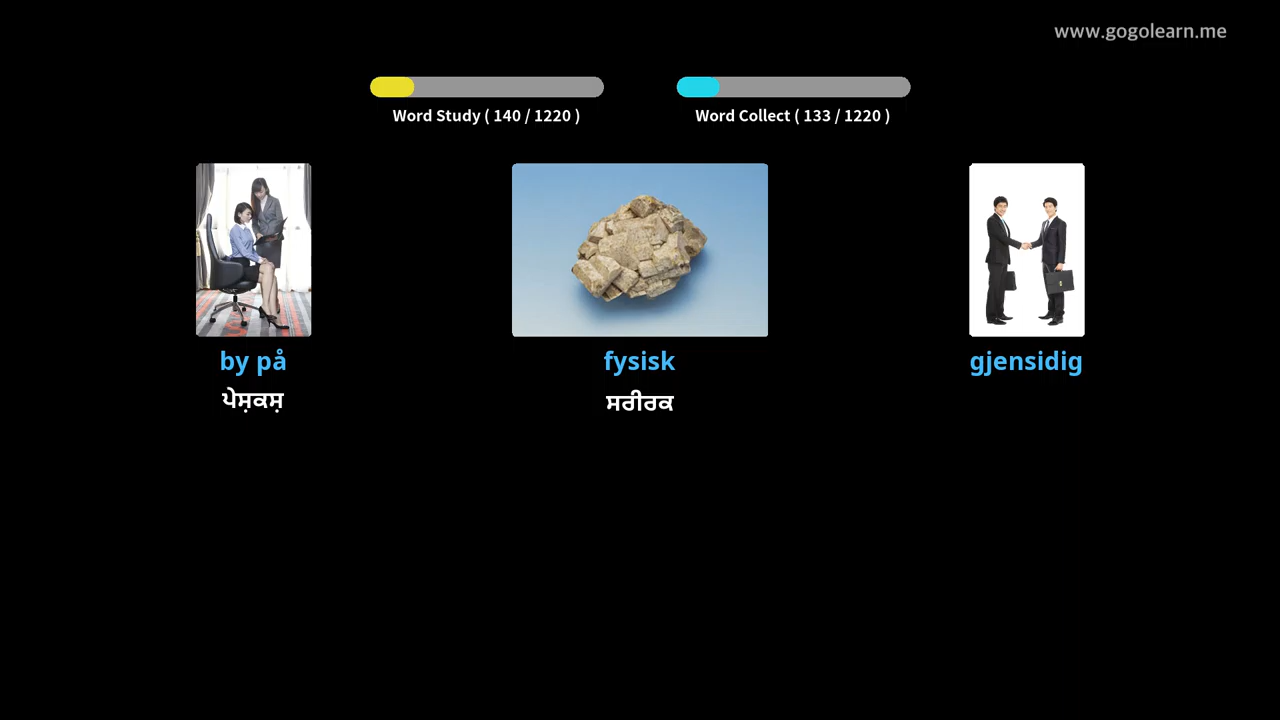 www.gogolearn.me
Word Study ( 140 / 1220 )
Word Collect ( 133 / 1220 )
by på
fysisk
gjensidig
ਪੇਸ਼ਕਸ਼
ਸਰੀਰਕ